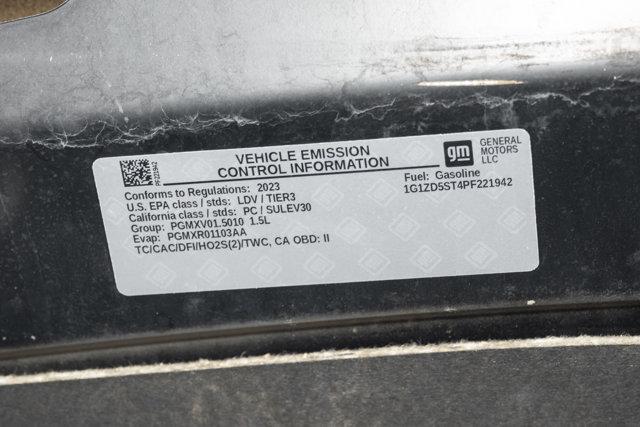 VEHICLE EMISSION
CONTROL INFORMATION
gm
GENERAL
MOTORS
LLC
PF221942
Conforms to Regulations: 2023
U.S. EPA class / stds: LDV / TIER3
California class / stds: PC / SULEV30
Group: PGMXV01.5010 1.5L
Evap: PGMXR01103AA
TC/CAC/DFI/HO2S(2)/TWC, CA OBD: II
Fuel: Gasoline
1G1ZD5ST4PF221942